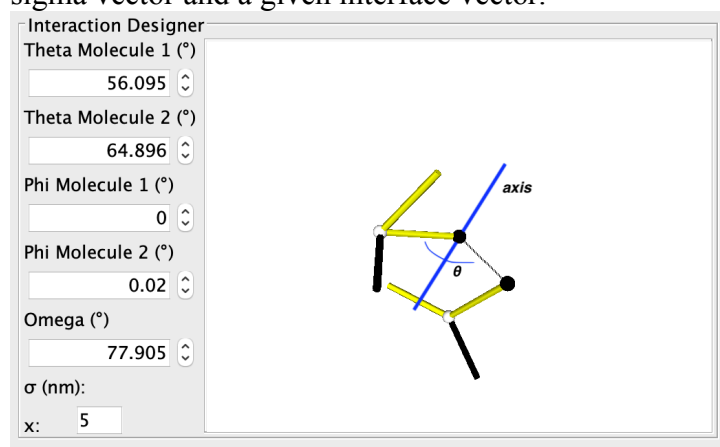 sigma vector and a given interface vector.
Interaction Designer
Theta Molecule 1 (°)
56.095
Theta Molecule 2 (°)
64.896
Phi Molecule 1 (°)
0
Phi Molecule 2 (°)
0.02
Omega (°)
77.905
σ (nm):
x: 5
axis
θ